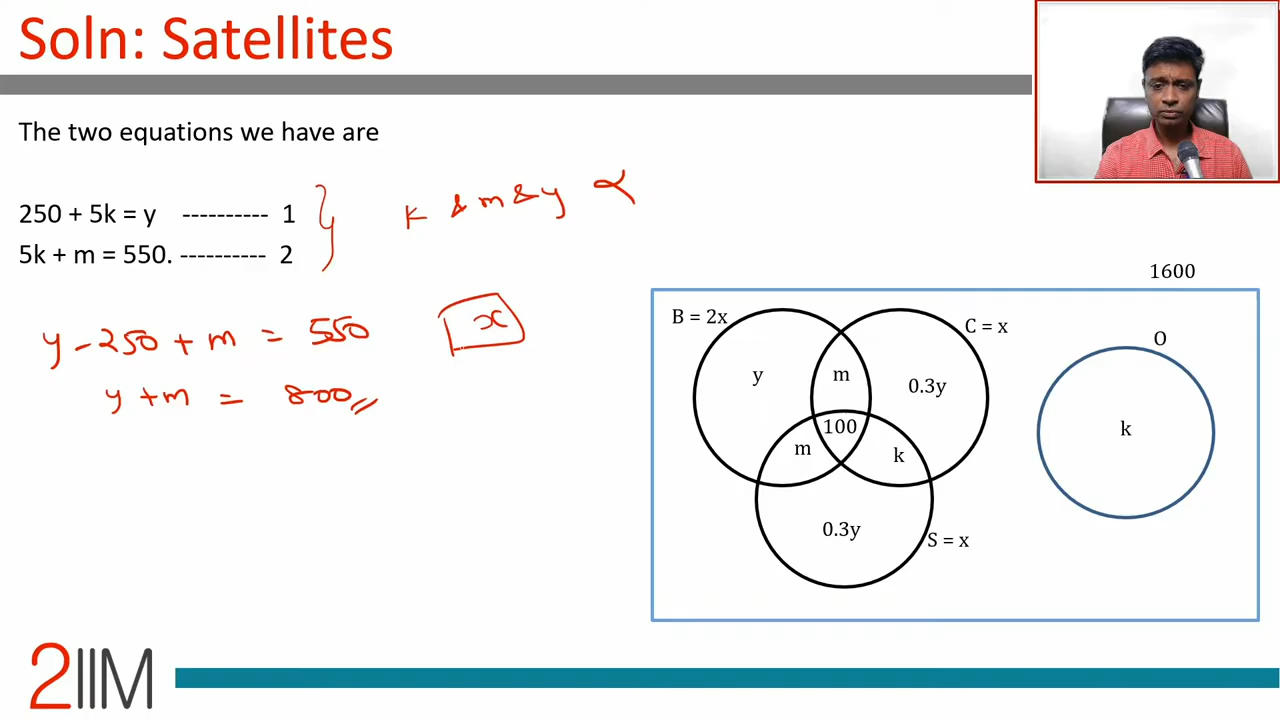 Soln: Satellites
The two equations we have are
250 + 5k = y ---------- 1
5k + m = 550. ---------- 2
k & m & y
y - 250 + m = 550
x
y + m = 800
1600
B = 2x
C = x
O
y
m
0.3y
100
k
m
k
0.3y
S = x
2IIM